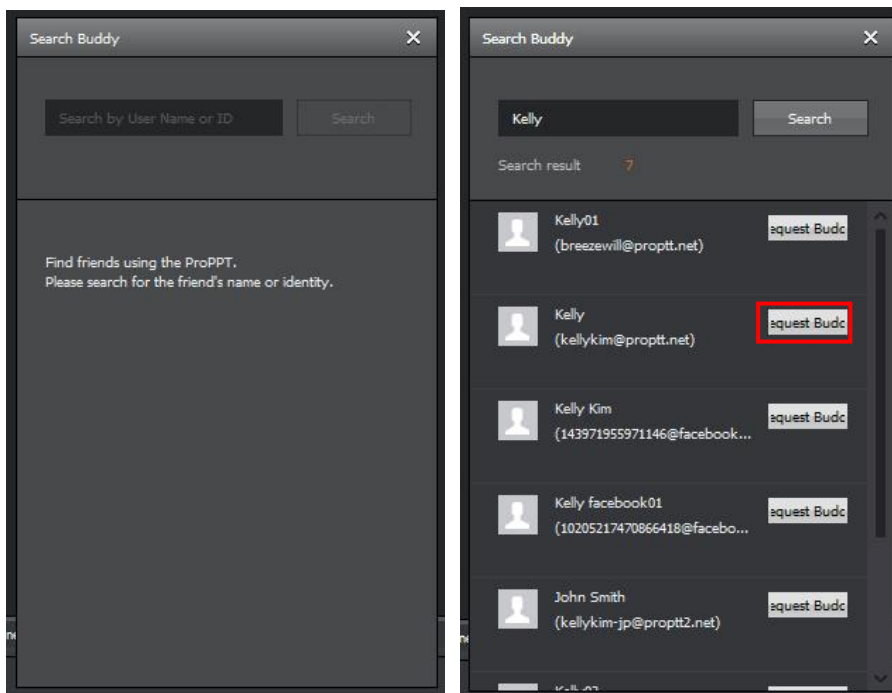 Search Buddy
Search by User Name or ID
Search
Find friends using the ProPPT.
Please search for the friend's name or identity.
Search Buddy
Kelly
Search
Search result 7
Kelly01
(breezewill@proptt.net)
equest Budc
Kelly
(kellykim@proptt.net)
equest Budc
Kelly Kim
(143971955971146@facebook...
equest Budc
Kelly facebook01
(10205217470866418@facebo...
equest Budc
John Smith
(kellykim-jp@proptt2.net)
equest Budc